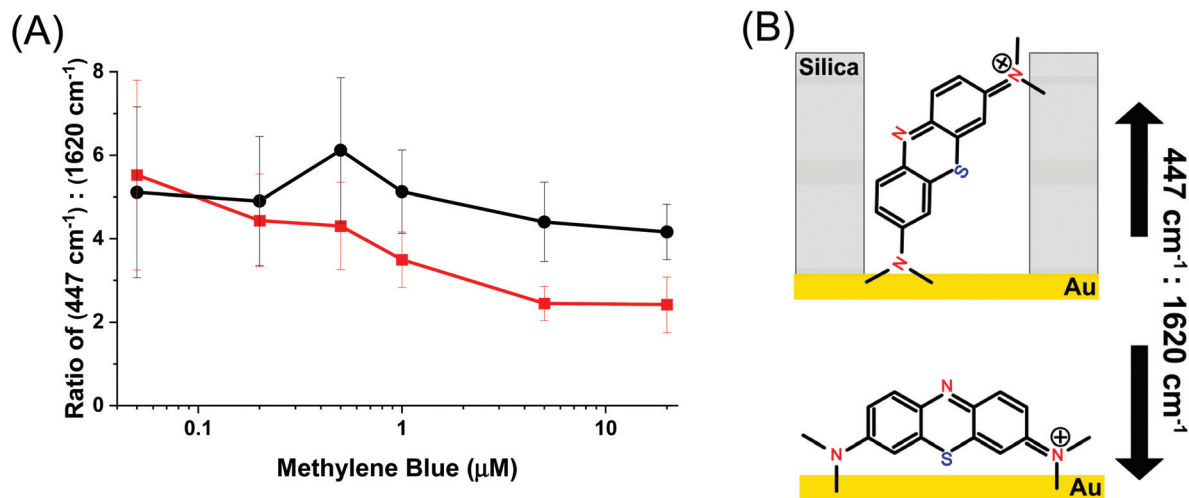 (A)
Ratio of (447 cm⁻¹) : (1620 cm⁻¹)
8
6
4
2
0
0.1
1
10
Methylene Blue (μM)
(B)
Silica
N
⊕
N
S
N
Au
447 cm⁻¹ : 1620 cm⁻¹
N
N
S
N
⊕
Au